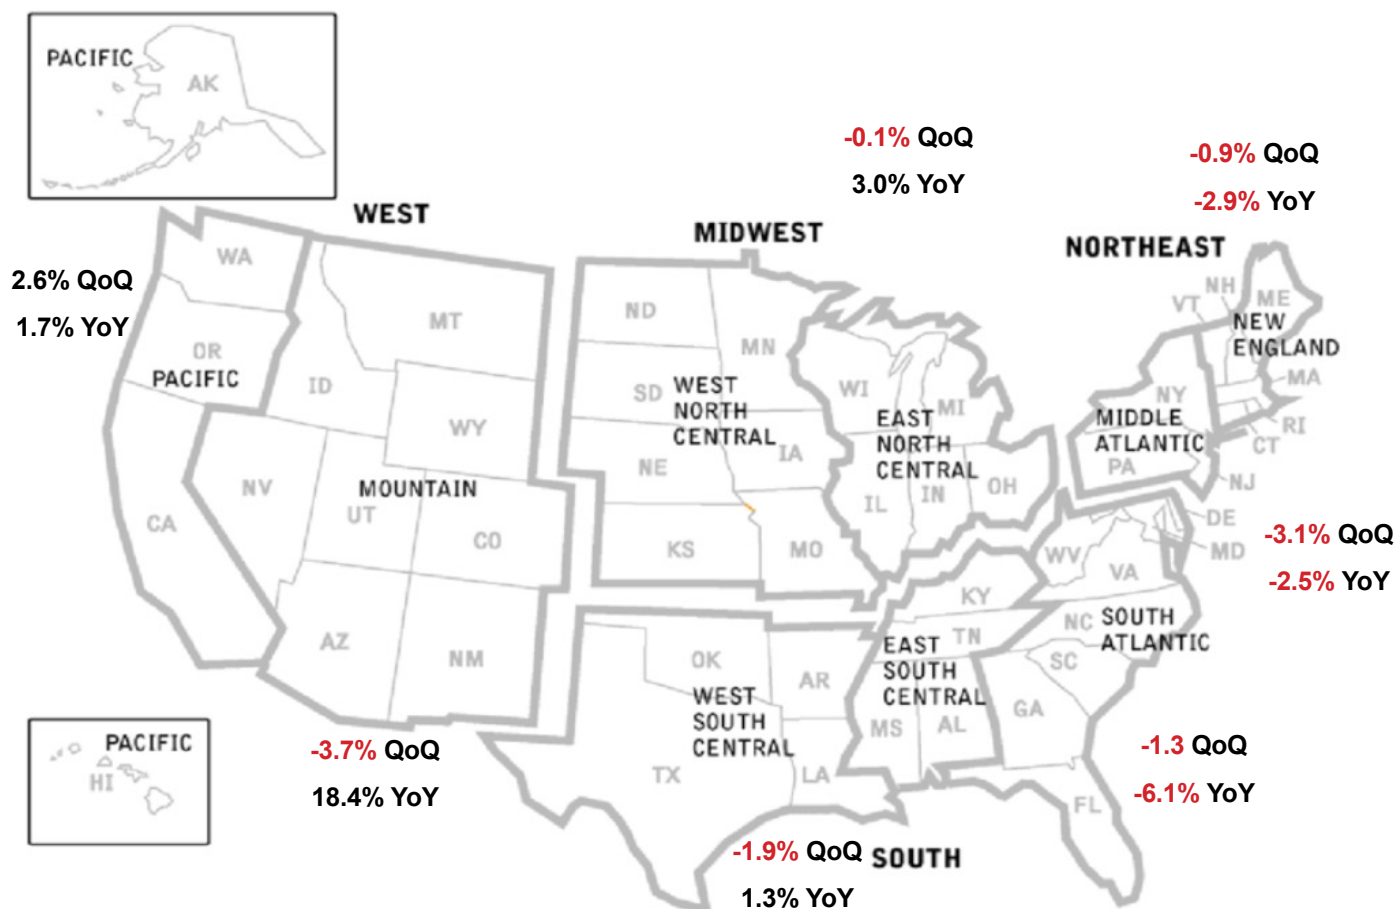 PACIFIC
AK
-0.1% QoQ
3.0% YoY
-0.9% QoQ
-2.9% YoY
WEST
MIDWEST
NORTHEAST
2.6% QoQ
1.7% YoY
WA
OR
PACIFIC
CA
MT
ID
WY
NV
UT
MOUNTAIN
CO
AZ
NM
ND
MN
SD
WEST
NORTH
CENTRAL
NE
IA
KS
MO
WI
MI
EAST
NORTH
CENTRAL
IL
IN
OH
NH
VT
ME
NEW
ENGLAND
MA
RI
CT
NY
MIDDLE
ATLANTIC
PA
NJ
DE
MD
-3.1% QoQ
-2.5% YoY
WV
VA
KY
TN
NC
SOUTH
ATLANTIC
SC
GA
FL
EAST
SOUTH
CENTRAL
MS
AL
OK
AR
WEST
SOUTH
CENTRAL
TX
LA
PACIFIC
HI
-3.7% QoQ
18.4% YoY
-1.3 QoQ
-6.1% YoY
-1.9% QoQ
1.3% YoY
SOUTH